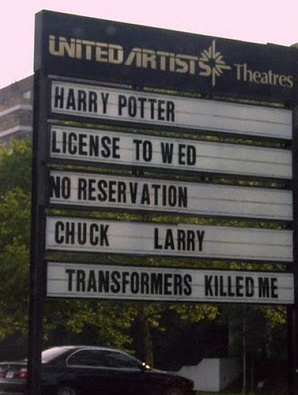 UNITED ARTISTS Theatres
HARRY POTTER
LICENSE TO WED
NO RESERVATION
CHUCK LARRY
TRANSFORMERS KILLED ME